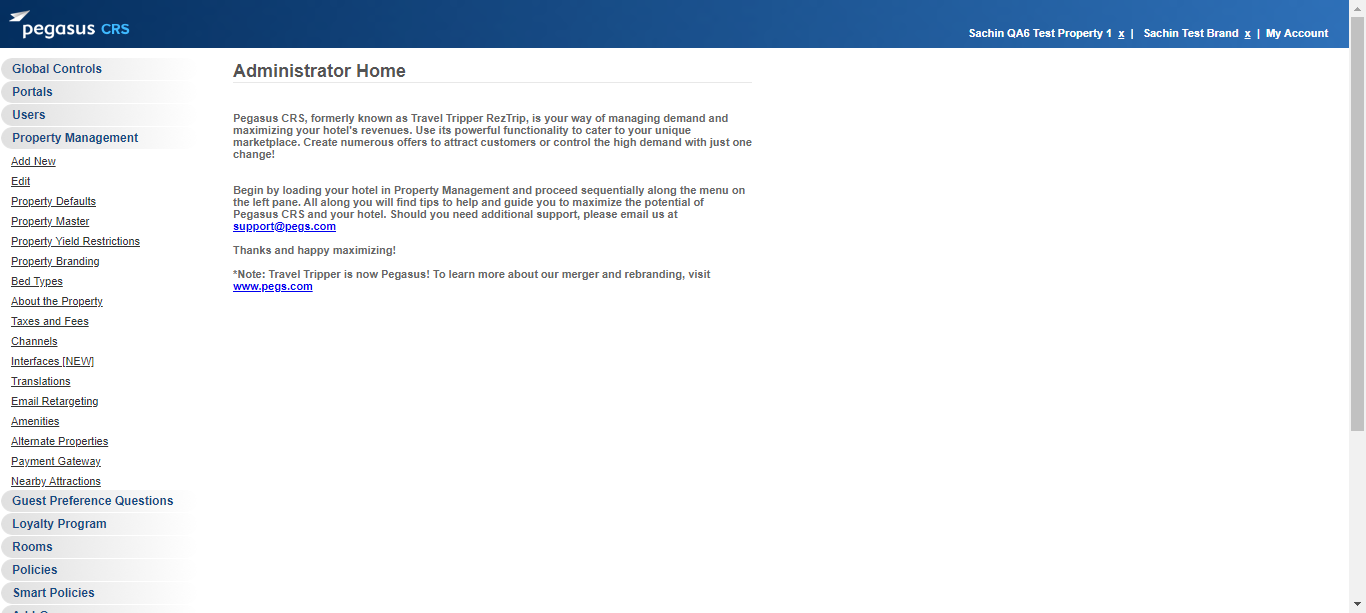 pegasus CRS
Sachin QA6 Test Property 1 x | Sachin Test Brand x | My Account
Global Controls
Portals
Users
Property Management
Add New
Edit
Property Defaults
Property Master
Property Yield Restrictions
Property Branding
Bed Types
About the Property
Taxes and Fees
Channels
Interfaces [NEW]
Translations
Email Retargeting
Amenities
Alternate Properties
Payment Gateway
Nearby Attractions
Guest Preference Questions
Loyalty Program
Rooms
Policies
Smart Policies
Administrator Home
Pegasus CRS, formerly known as Travel Tripper RezTrip, is your way of managing demand and
maximizing your hotel's revenues. Use its powerful functionality to cater to your unique
marketplace. Create numerous offers to attract customers or control the high demand with just one
change!
Begin by loading your hotel in Property Management and proceed sequentially along the menu on
the left pane. All along you will find tips to help and guide you to maximize the potential of
Pegasus CRS and your hotel. Should you need additional support, please email us at
support@pegs.com
Thanks and happy maximizing!
*Note: Travel Tripper is now Pegasus! To learn more about our merger and rebranding, visit
www.pegs.com